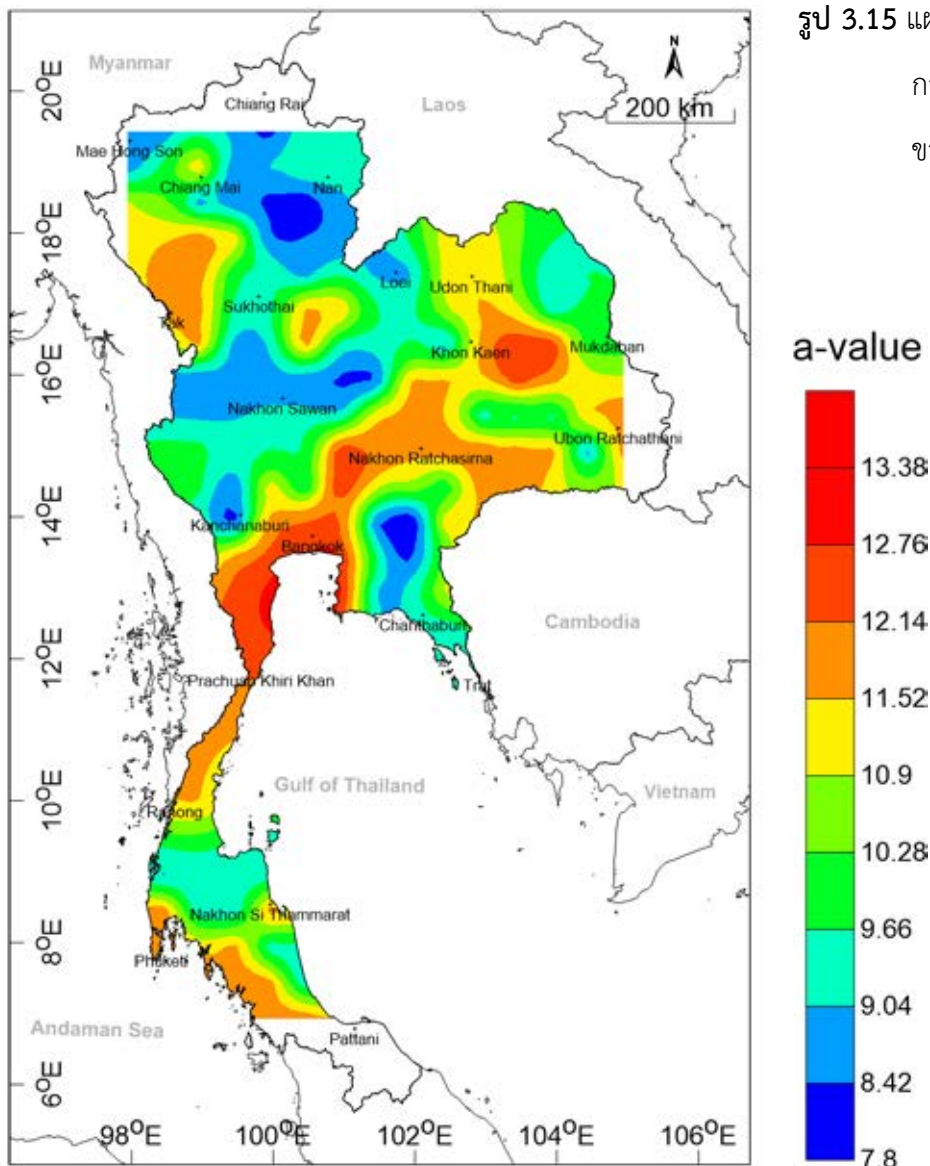 รูป 3.15
Myanmar
N
20°E
Chiang Rai
Laos
200 km
Mae Hong Son
Chiang Mai
Nan
18°E
Loei
Udon Thani
Sukhothai
Tak
a-value
Khon Kaen
Mukdahan
16°E
Nakhon Sawan
Ubon Ratchathani
Nakhon Ratchasima
13.38
14°E
Kanchanaburi
Bangkok
12.76
Chanthaburi
Cambodia
12.14
12°E
Prachuap Khiri Khan
Trat
11.52
Gulf of Thailand
Vietnam
10.9
10°E
Ranong
10.28
Nakhon Si Thammarat
9.66
8°E
Phuket
9.04
Andaman Sea
Pattani
8.42
6°E
98°E 100°E 102°E 104°E 106°E
7.8